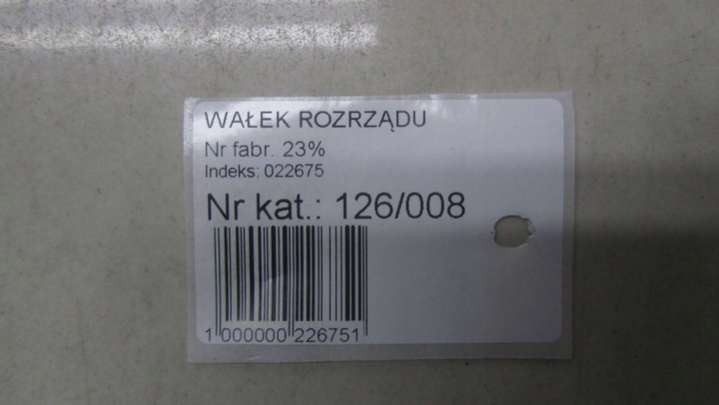 WAŁEK ROZRZĄDU
Nr fabr. 23%
Indeks: 022675
Nr kat.: 126/008
1 000000 226751